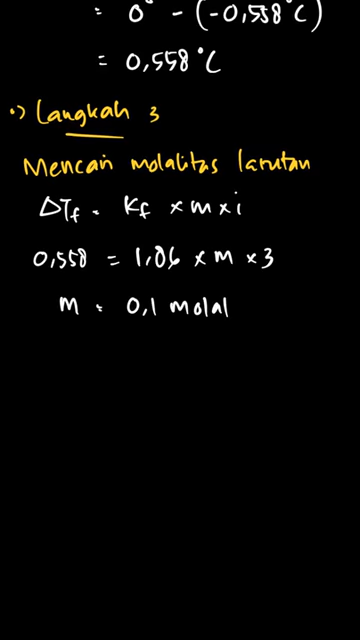 = 0° - (-0,558°C)
= 0,558°C
•) Langkah 3
Mencari molalitas larutan
ΔTf = Kf × m × i
0,558 = 1,86 × m × 3
m = 0,1 molal